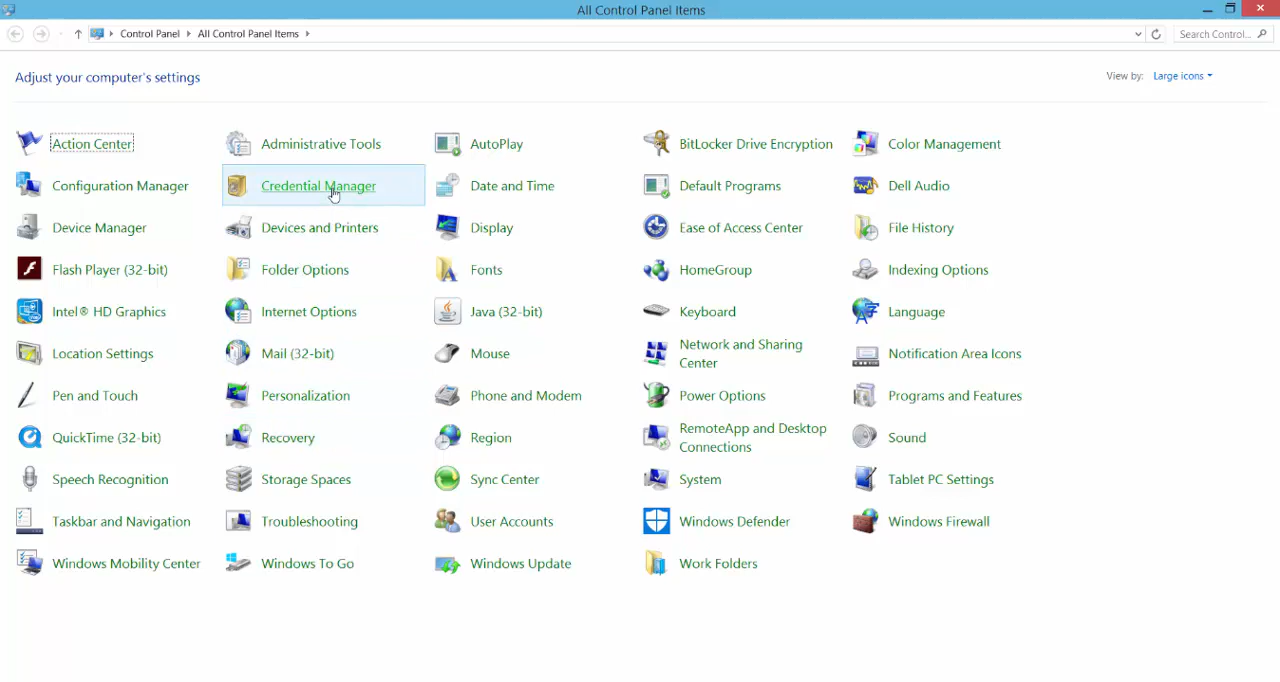 All Control Panel Items
Control Panel
All Control Panel Items
Search Control...
Adjust your computer's settings
View by: Large icons
Action Center
Administrative Tools
AutoPlay
BitLocker Drive Encryption
Color Management
Configuration Manager
Credential Manager
Date and Time
Default Programs
Dell Audio
Device Manager
Devices and Printers
Display
Ease of Access Center
File History
Flash Player (32-bit)
Folder Options
Fonts
HomeGroup
Indexing Options
Intel® HD Graphics
Internet Options
Java (32-bit)
Keyboard
Language
Location Settings
Mail (32-bit)
Mouse
Network and Sharing
Center
Notification Area Icons
Pen and Touch
Personalization
Phone and Modem
Power Options
Programs and Features
QuickTime (32-bit)
Recovery
Region
RemoteApp and Desktop
Connections
Sound
Speech Recognition
Storage Spaces
Sync Center
System
Tablet PC Settings
Taskbar and Navigation
Troubleshooting
User Accounts
Windows Defender
Windows Firewall
Windows Mobility Center
Windows To Go
Windows Update
Work Folders